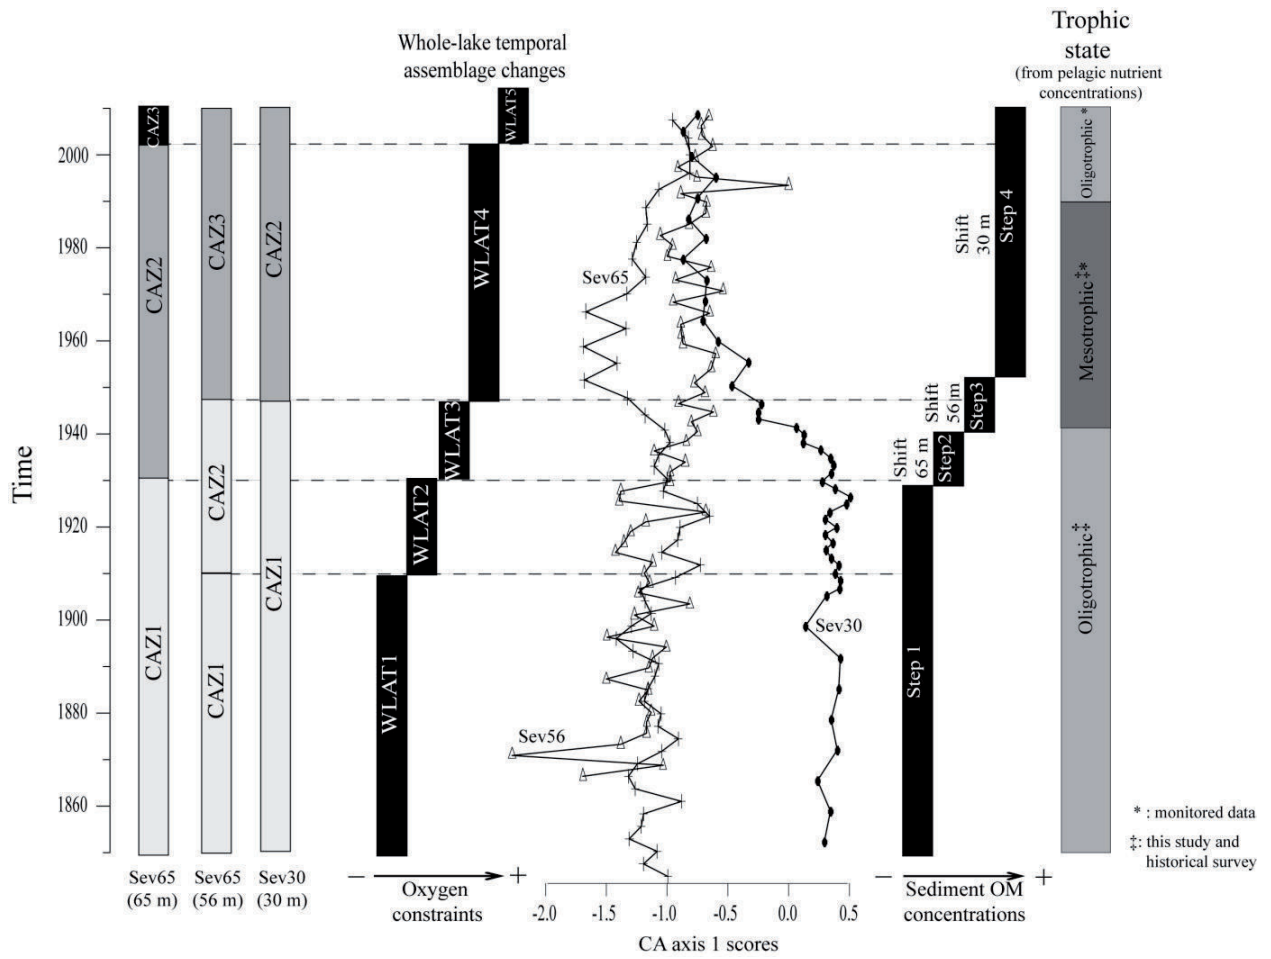 Whole-lake temporal
assemblage changes
Trophic
state
(from pelagic nutrient
concentrations)
Time
2000
1980
1960
1940
1920
1900
1880
1860
CAZ3
CAZ2
CAZ1
CAZ3
CAZ2
CAZ1
CAZ2
CAZ1
Sev65
(65 m)
Sev65
(56 m)
Sev30
(30 m)
WLAT5
WLAT4
WLAT3
WLAT2
WLAT1
− +
Oxygen
constraints
Sev65
Sev56
Sev30
-2.0 -1.5 -1.0 -0.5 0.0 0.5
CA axis 1 scores
Shift
30 m
Step 4
Shift
56 m
Step3
Shift
65 m
Step2
Step 1
− +
Sediment OM
concentrations
Oligotrophic *
Mesotrophic‡*
Oligotrophic‡
* : monitored data
‡: this study and
historical survey